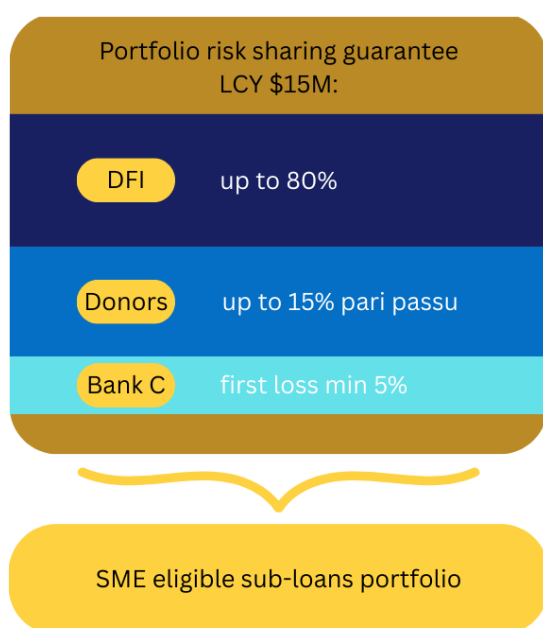 Portfolio risk sharing guarantee
LCY $15M:
DFI up to 80%
Donors up to 15% pari passu
Bank C first loss min 5%
SME eligible sub-loans portfolio